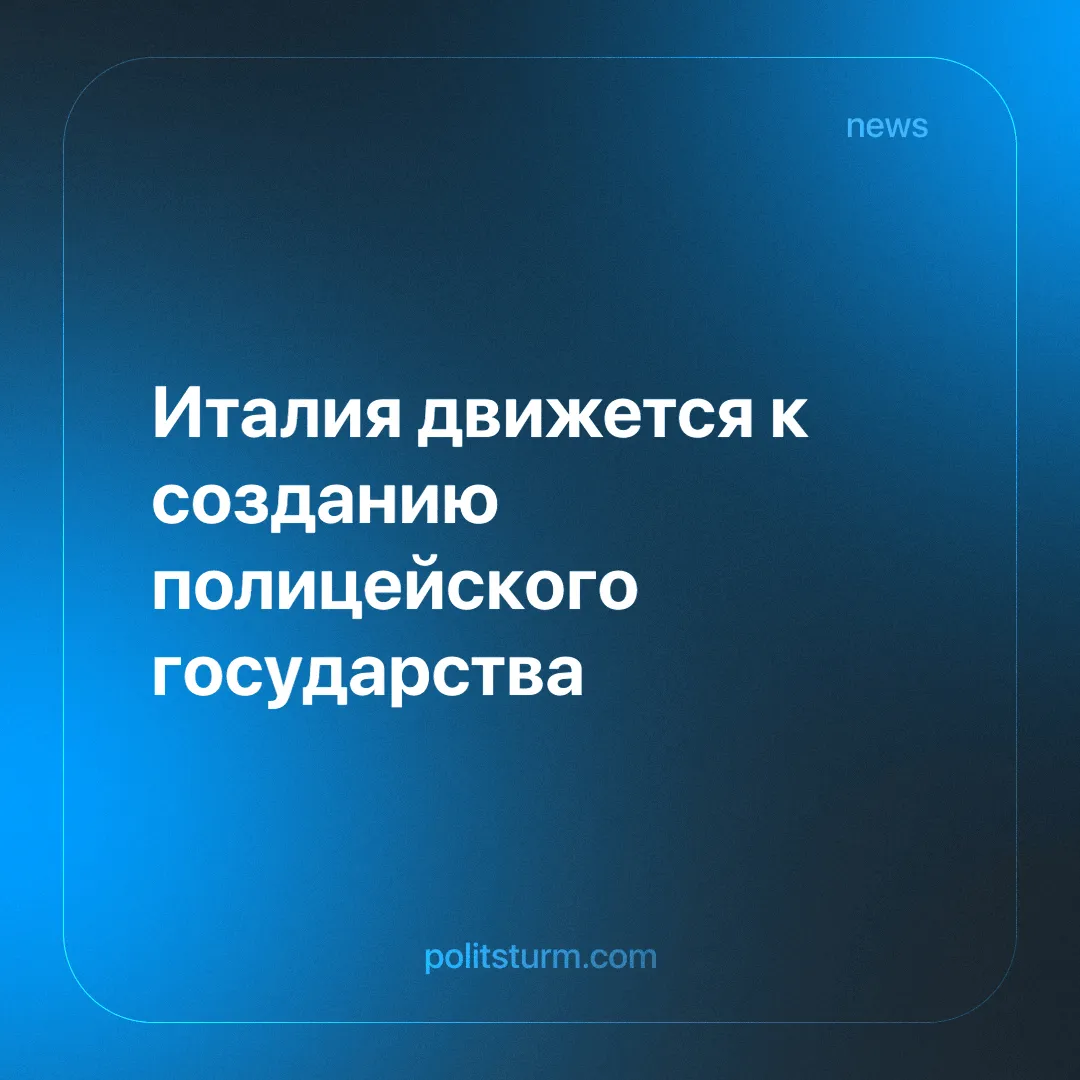 news
Италия движется к
созданию
полицейского
государства
politsturm.com